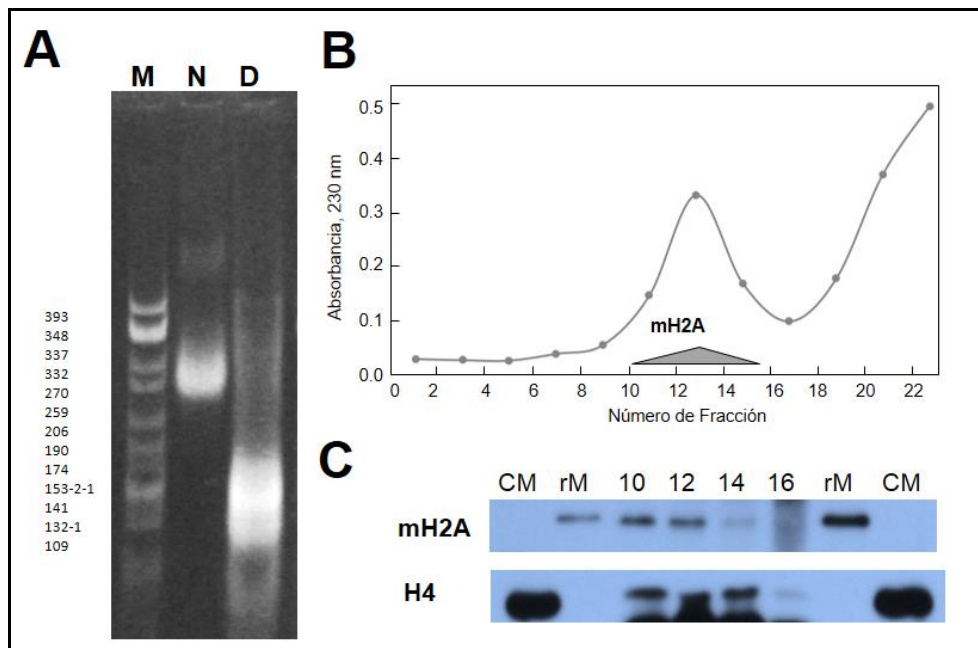 A
M N D
393
348
337
332
270
259
206
190
174
153-2-1
141
132-1
109
B
Absorbancia, 230 nm
0.5
0.4
0.3
0.2
0.1
0.0
mH2A
0 2 4 6 8 10 12 14 16 18 20 22
Número de Fracción
C
CM rM 10 12 14 16 rM CM
mH2A
H4